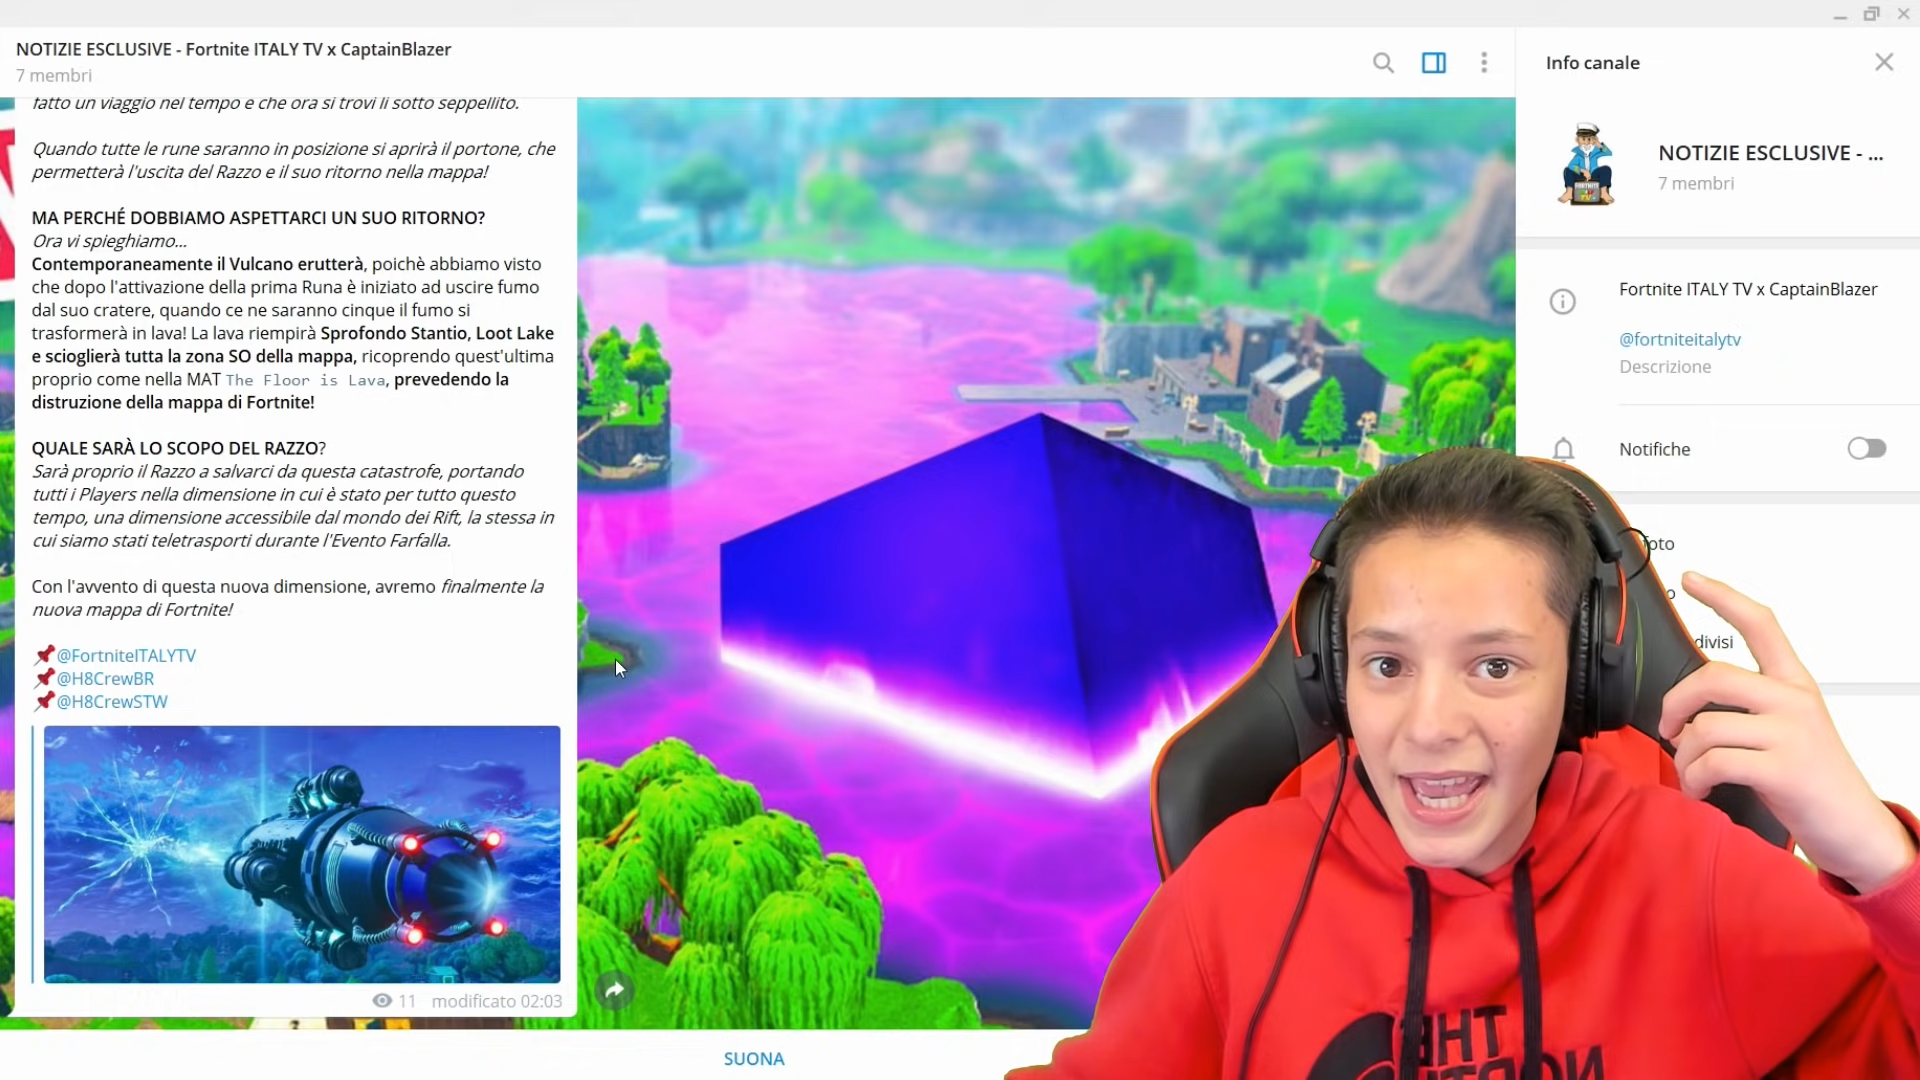 NOTIZIE ESCLUSIVE - Fortnite ITALY TV x CaptainBlazer
7 membri
fatto un viaggio nel tempo e che ora si trovi lì sotto seppellito.
Quando tutte le rune saranno in posizione si aprirà il portone, che
permetterà l'uscita del Razzo e il suo ritorno nella mappa!
MA PERCHÉ DOBBIAMO ASPETTARCI UN SUO RITORNO?
Ora vi spieghiamo...
Contemporaneamente il Vulcano erutterà, poichè abbiamo visto
che dopo l'attivazione della prima Runa è iniziato ad uscire fumo
dal suo cratere, quando ce ne saranno cinque il fumo si
trasformerà in lava! La lava riempirà Sprofondo Stantio, Loot Lake
e scioglierà tutta la zona SO della mappa, ricoprendo quest'ultima
proprio come nella MAT The Floor is Lava, prevedendo la
distruzione della mappa di Fortnite!
QUALE SARÀ LO SCOPO DEL RAZZO?
Sarà proprio il Razzo a salvarci da questa catastrofe, portando
tutti i Players nella dimensione in cui è stato per tutto questo
tempo, una dimensione accessibile dal mondo dei Rift, la stessa in
cui siamo stati teletrasporti durante l'Evento Farfalla.
Con l'avvento di questa nuova dimensione, avremo finalmente la
nuova mappa di Fortnite!
@FortniteITALYTV
@H8CrewBR
@H8CrewSTW
11 modificato 02:03
SUONA
Info canale
NOTIZIE ESCLUSIVE - ...
7 membri
Fortnite ITALY TV x CaptainBlazer
@fortniteitalytv
Descrizione
Notifiche
foto
o
divisi
THE
NORTH